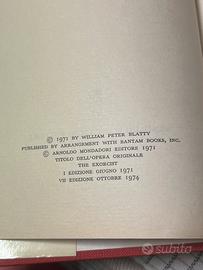 © 1971 BY WILLIAM PETER BLATTY
PUBLISHED BY ARRANGEMENT WITH BANTAM BOOKS, INC.
© ARNOLDO MONDADORI EDITORE 1971
TITOLO DELL'OPERA ORIGINALE
THE EXORCIST
I EDIZIONE GIUGNO 1971
VII EDIZIONE OTTOBRE 1974
subito